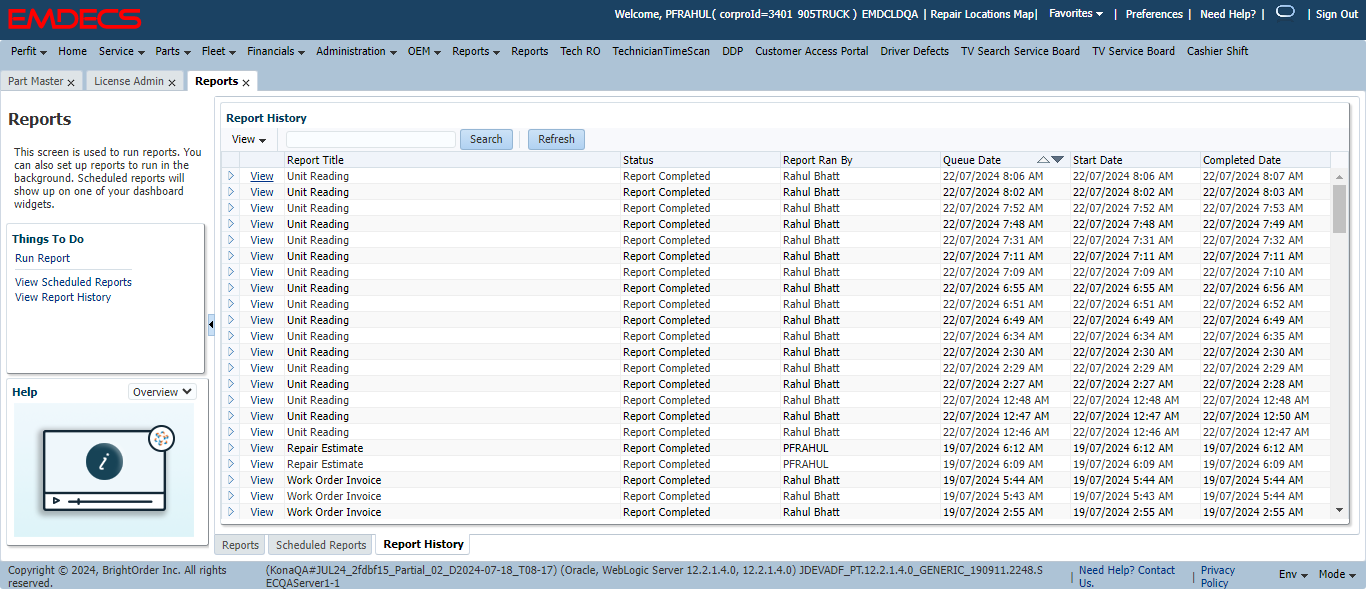 EMDECS
Welcome, PFRAHUL( corproId=3401 905TRUCK ) EMDCLDQA | Repair Locations Map| Favorites | Preferences | Need Help? | | Sign Out
Perfit Home Service Parts Fleet Financials Administration OEM Reports Reports Tech RO TechnicianTimeScan DDP Customer Access Portal Driver Defects TV Search Service Board TV Service Board Cashier Shift
Part Master License Admin Reports
Reports
This screen is used to run reports. You
can also set up reports to run in the
background. Scheduled reports will
show up on one of your dashboard
widgets.
Things To Do
Run Report
View Scheduled Reports
View Report History
Help Overview
i
Report History
View Search Refresh
Report Title Status Report Ran By Queue Date Start Date Completed Date
View Unit Reading Report Completed Rahul Bhatt 22/07/2024 8:06 AM 22/07/2024 8:06 AM 22/07/2024 8:07 AM
View Unit Reading Report Completed Rahul Bhatt 22/07/2024 8:02 AM 22/07/2024 8:02 AM 22/07/2024 8:03 AM
View Unit Reading Report Completed Rahul Bhatt 22/07/2024 7:52 AM 22/07/2024 7:52 AM 22/07/2024 7:53 AM
View Unit Reading Report Completed Rahul Bhatt 22/07/2024 7:48 AM 22/07/2024 7:48 AM 22/07/2024 7:49 AM
View Unit Reading Report Completed Rahul Bhatt 22/07/2024 7:31 AM 22/07/2024 7:31 AM 22/07/2024 7:32 AM
View Unit Reading Report Completed Rahul Bhatt 22/07/2024 7:11 AM 22/07/2024 7:11 AM 22/07/2024 7:11 AM
View Unit Reading Report Completed Rahul Bhatt 22/07/2024 7:09 AM 22/07/2024 7:09 AM 22/07/2024 7:10 AM
View Unit Reading Report Completed Rahul Bhatt 22/07/2024 6:55 AM 22/07/2024 6:55 AM 22/07/2024 6:56 AM
View Unit Reading Report Completed Rahul Bhatt 22/07/2024 6:51 AM 22/07/2024 6:51 AM 22/07/2024 6:52 AM
View Unit Reading Report Completed Rahul Bhatt 22/07/2024 6:49 AM 22/07/2024 6:49 AM 22/07/2024 6:49 AM
View Unit Reading Report Completed Rahul Bhatt 22/07/2024 6:34 AM 22/07/2024 6:34 AM 22/07/2024 6:35 AM
View Unit Reading Report Completed Rahul Bhatt 22/07/2024 2:30 AM 22/07/2024 2:30 AM 22/07/2024 2:30 AM
View Unit Reading Report Completed Rahul Bhatt 22/07/2024 2:29 AM 22/07/2024 2:29 AM 22/07/2024 2:29 AM
View Unit Reading Report Completed Rahul Bhatt 22/07/2024 2:27 AM 22/07/2024 2:27 AM 22/07/2024 2:28 AM
View Unit Reading Report Completed Rahul Bhatt 22/07/2024 12:48 AM 22/07/2024 12:48 AM 22/07/2024 12:48 AM
View Unit Reading Report Completed Rahul Bhatt 22/07/2024 12:47 AM 22/07/2024 12:47 AM 22/07/2024 12:50 AM
View Unit Reading Report Completed Rahul Bhatt 22/07/2024 12:46 AM 22/07/2024 12:46 AM 22/07/2024 12:47 AM
View Repair Estimate Report Completed PFRAHUL 19/07/2024 6:12 AM 19/07/2024 6:12 AM 19/07/2024 6:12 AM
View Repair Estimate Report Completed PFRAHUL 19/07/2024 6:09 AM 19/07/2024 6:09 AM 19/07/2024 6:09 AM
View Work Order Invoice Report Completed Rahul Bhatt 19/07/2024 5:44 AM 19/07/2024 5:44 AM 19/07/2024 5:44 AM
View Work Order Invoice Report Completed Rahul Bhatt 19/07/2024 5:43 AM 19/07/2024 5:43 AM 19/07/2024 5:44 AM
View Work Order Invoice Report Completed Rahul Bhatt 19/07/2024 2:55 AM 19/07/2024 2:55 AM 19/07/2024 2:55 AM
Reports Scheduled Reports Report History
Copyright © 2024, BrightOrder Inc. All rights
reserved.
(KonaQA#JUL24_2fdbf15_Partial_02_D2024-07-18_T08-17) (Oracle, WebLogic Server 12.2.1.4.0, 12.2.1.4.0) JDEVADF_PT.12.2.1.4.0_GENERIC_190911.2248.S
ECQAServer1-1
| Need Help? Contact
Us.
| Privacy
Policy
Env Mode